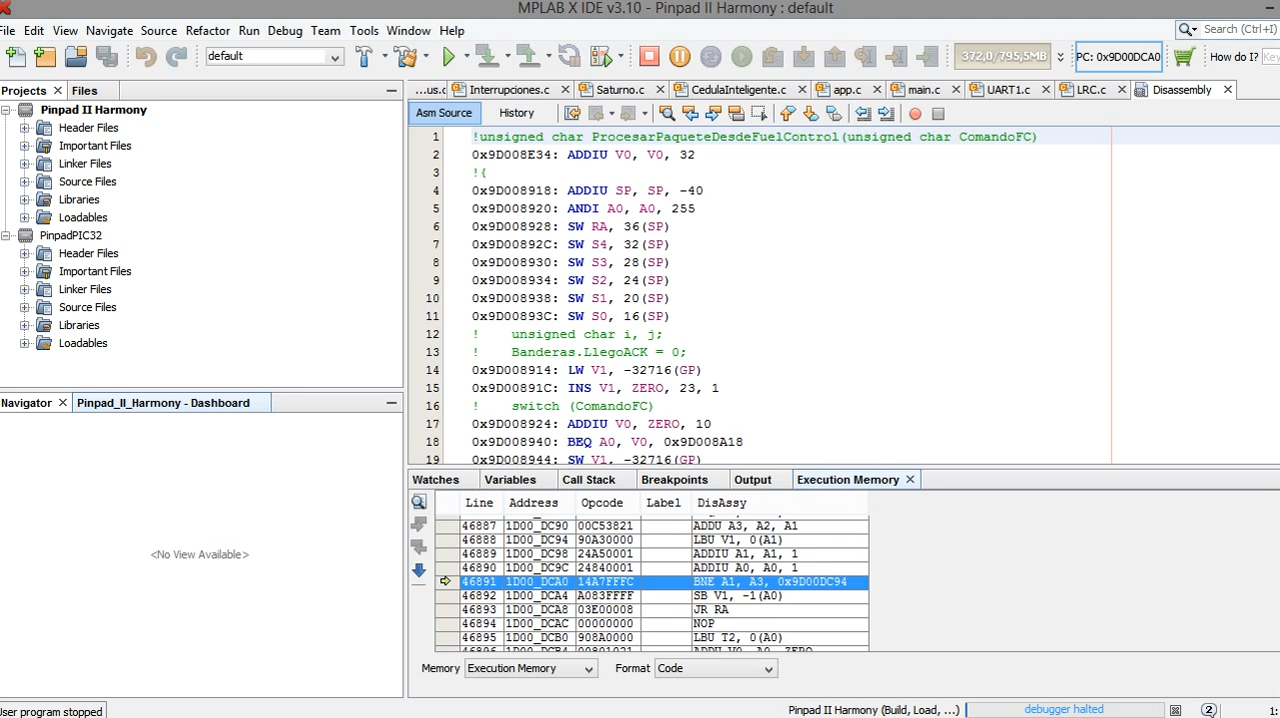 MPLAB X IDE v3.10 - Pinpad II Harmony : default
File Edit View Navigate Source Refactor Run Debug Team Tools Window Help
Search (Ctrl+I)
default
372,0/795,5MB
PC: 0x9D00DCA0
How do I?
Projects Files
...us.c Interrupciones.c Saturno.c CedulaInteligente.c app.c main.c UART1.c LRC.c Disassembly
Asm Source History
Pinpad II Harmony
Header Files
Important Files
Linker Files
Source Files
Libraries
Loadables
PinpadPIC32
Header Files
Important Files
Linker Files
Source Files
Libraries
Loadables
1 !unsigned char ProcesarPaqueteDesdeFuelControl(unsigned char ComandoFC)
2 0x9D008E34: ADDIU V0, V0, 32
3 !{
4 0x9D008918: ADDIU SP, SP, -40
5 0x9D008920: ANDI A0, A0, 255
6 0x9D008928: SW RA, 36(SP)
7 0x9D00892C: SW S4, 32(SP)
8 0x9D008930: SW S3, 28(SP)
9 0x9D008934: SW S2, 24(SP)
10 0x9D008938: SW S1, 20(SP)
11 0x9D00893C: SW S0, 16(SP)
12 ! unsigned char i, j;
13 ! Banderas.LlegoACK = 0;
14 0x9D008914: LW V1, -32716(GP)
15 0x9D00891C: INS V1, ZERO, 23, 1
16 ! switch (ComandoFC)
17 0x9D008924: ADDIU V0, ZERO, 10
18 0x9D008940: BEQ A0, V0, 0x9D008A18
19 0x9D008944: SW V1, -32716(GP)
Navigator Pinpad_II_Harmony - Dashboard
<No View Available>
Watches Variables Call Stack Breakpoints Output Execution Memory
Line Address Opcode Label DisAssy
46887 1D00_DC90 00C53821 ADDU A3, A2, A1
46888 1D00_DC94 90A30000 LBU V1, 0(A1)
46889 1D00_DC98 24A50001 ADDIU A1, A1, 1
46890 1D00_DC9C 24840001 ADDIU A0, A0, 1
46891 1D00_DCA0 14A7FFFC BNE A1, A3, 0x9D00DC94
46892 1D00_DCA4 A083FFFF SB V1, -1(A0)
46893 1D00_DCA8 03E00008 JR RA
46894 1D00_DCAC 00000000 NOP
46895 1D00_DCB0 908A0000 LBU T2, 0(A0)
46896 1D00_DCB4 00801021 ADDU V0, A0, ZERO
Memory Execution Memory Format Code
User program stopped
Pinpad II Harmony (Build, Load, ...) debugger halted 2 1: